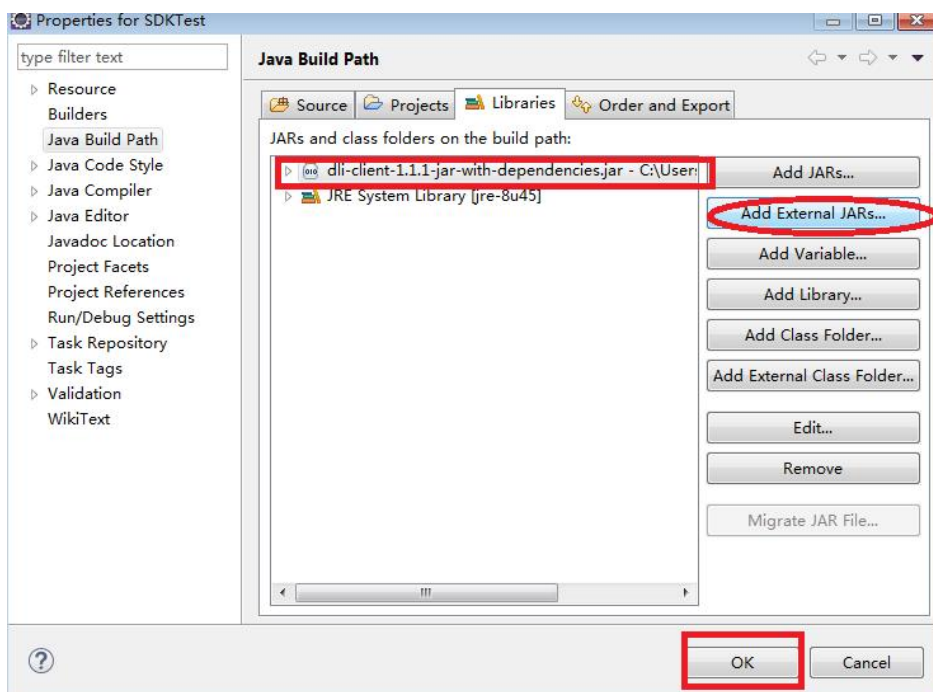 Properties for SDKTest
type filter text
Resource
Builders
Java Build Path
Java Code Style
Java Compiler
Java Editor
Javadoc Location
Project Facets
Project References
Run/Debug Settings
Task Repository
Task Tags
Validation
WikiText
Java Build Path
Source Projects Libraries Order and Export
JARs and class folders on the build path:
dli-client-1.1.1-jar-with-dependencies.jar - C:\User
JRE System Library [jre-8u45]
Add JARs...
Add External JARs...
Add Variable...
Add Library...
Add Class Folder...
Add External Class Folder...
Edit...
Remove
Migrate JAR File...
OK Cancel